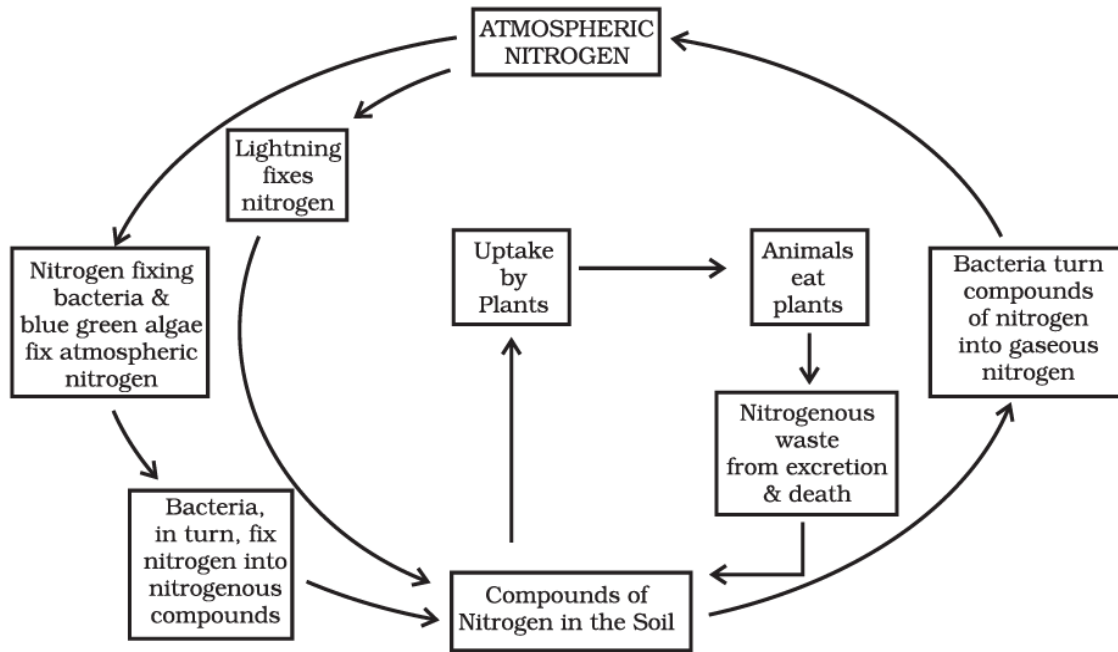 ATMOSPHERIC
NITROGEN
Lightning
fixes
nitrogen
Nitrogen fixing
bacteria &
blue green algae
fix atmospheric
nitrogen
Uptake
by
Plants
Animals
eat
plants
Bacteria turn
compounds
of nitrogen
into gaseous
nitrogen
Nitrogenous
waste
from excretion
& death
Bacteria,
in turn, fix
nitrogen into
nitrogenous
compounds
Compounds of
Nitrogen in the Soil